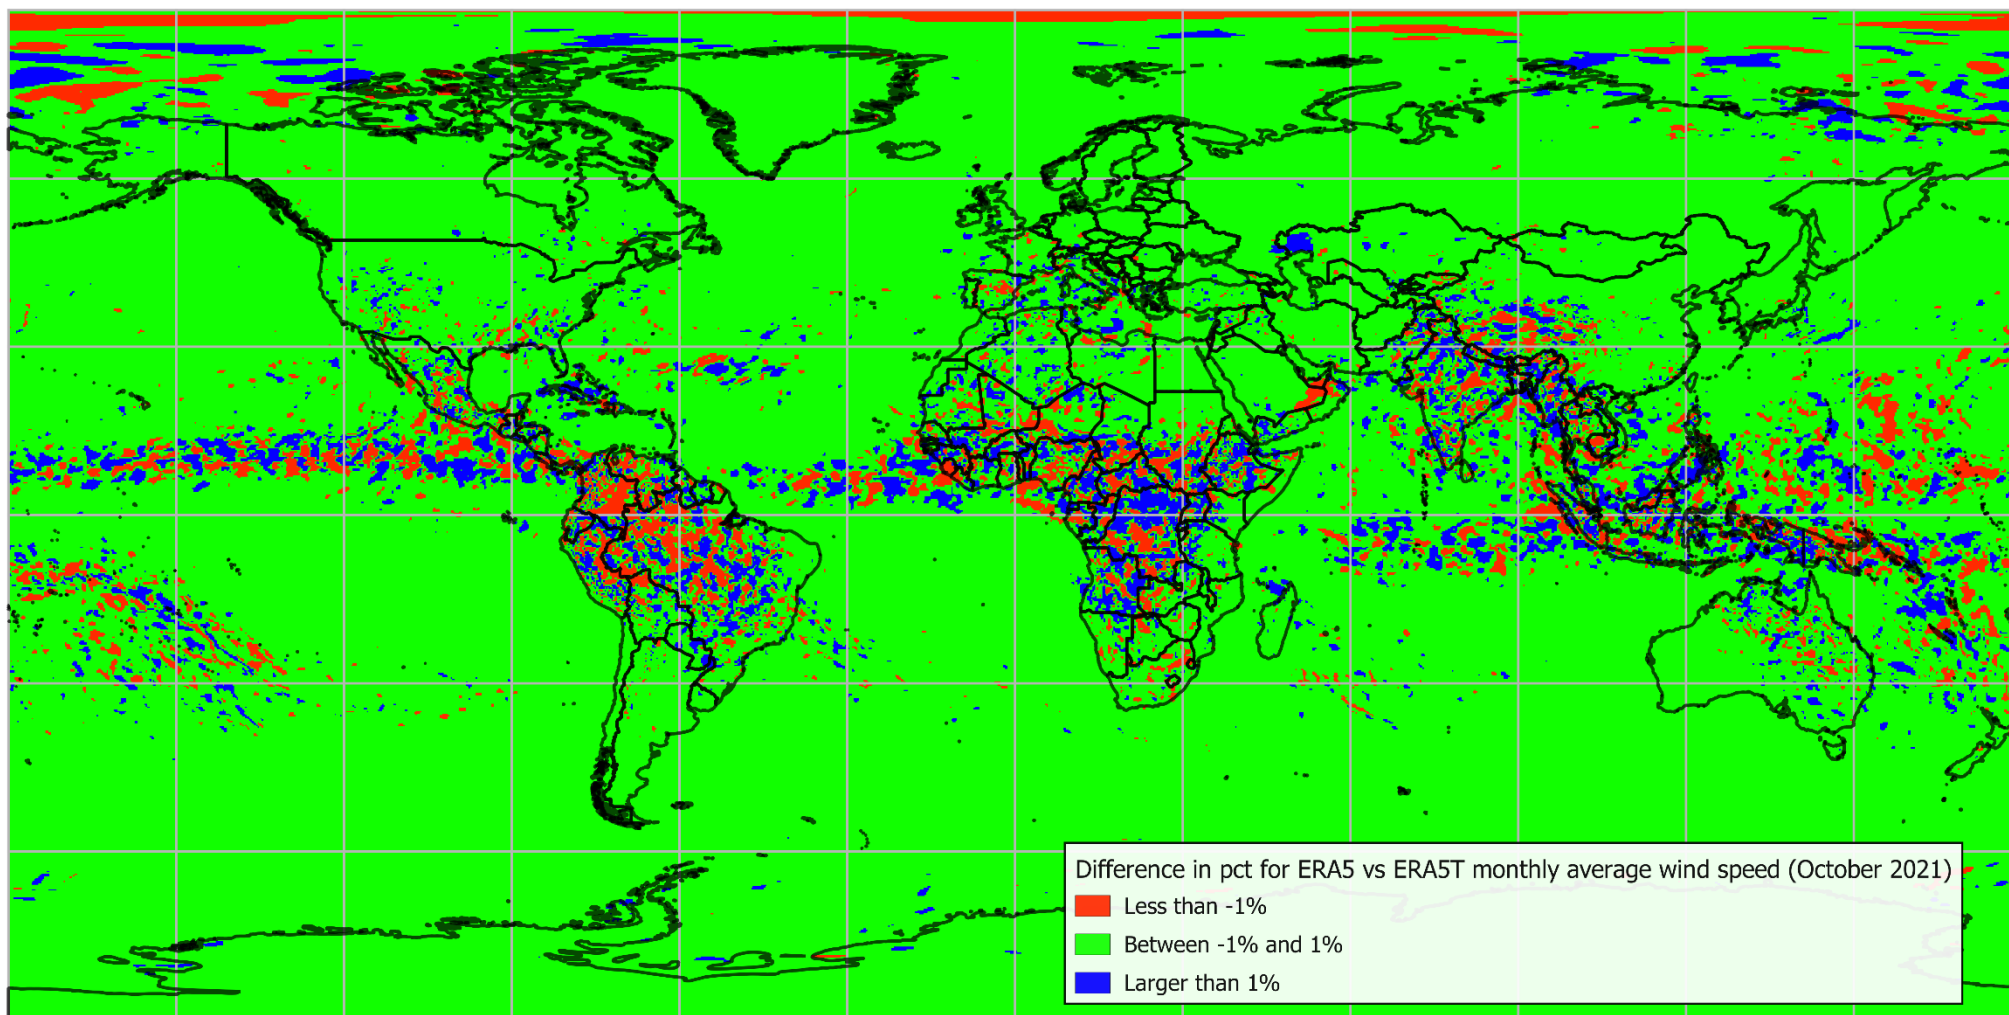 Difference in pct for ERA5 vs ERA5T monthly average wind speed (October 2021)
Less than -1%
Between -1% and 1%
Larger than 1%